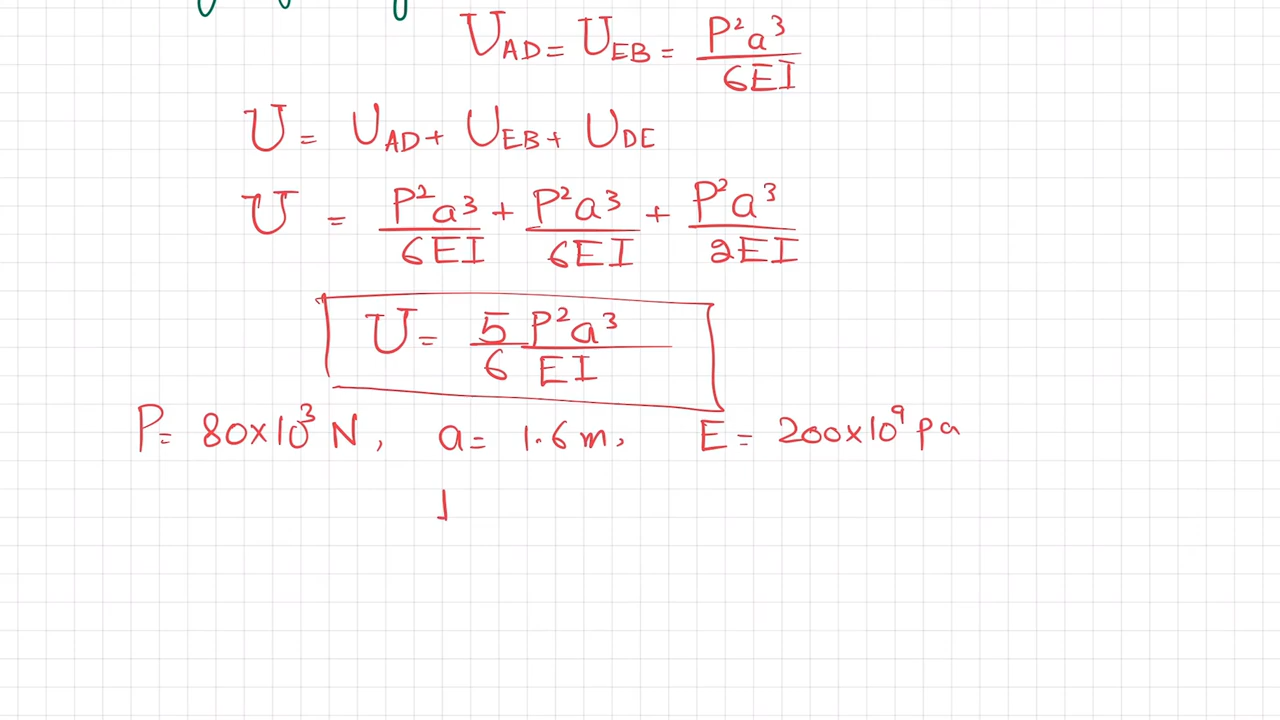 U_AD = U_EB = P²a³/6EI
U = U_AD + U_EB + U_DE
U = P²a³/6EI + P²a³/6EI + P²a³/2EI
U = 5/6 P²a³/EI
P = 80×10³ N, a = 1.6 m, E = 200×10⁹ pa